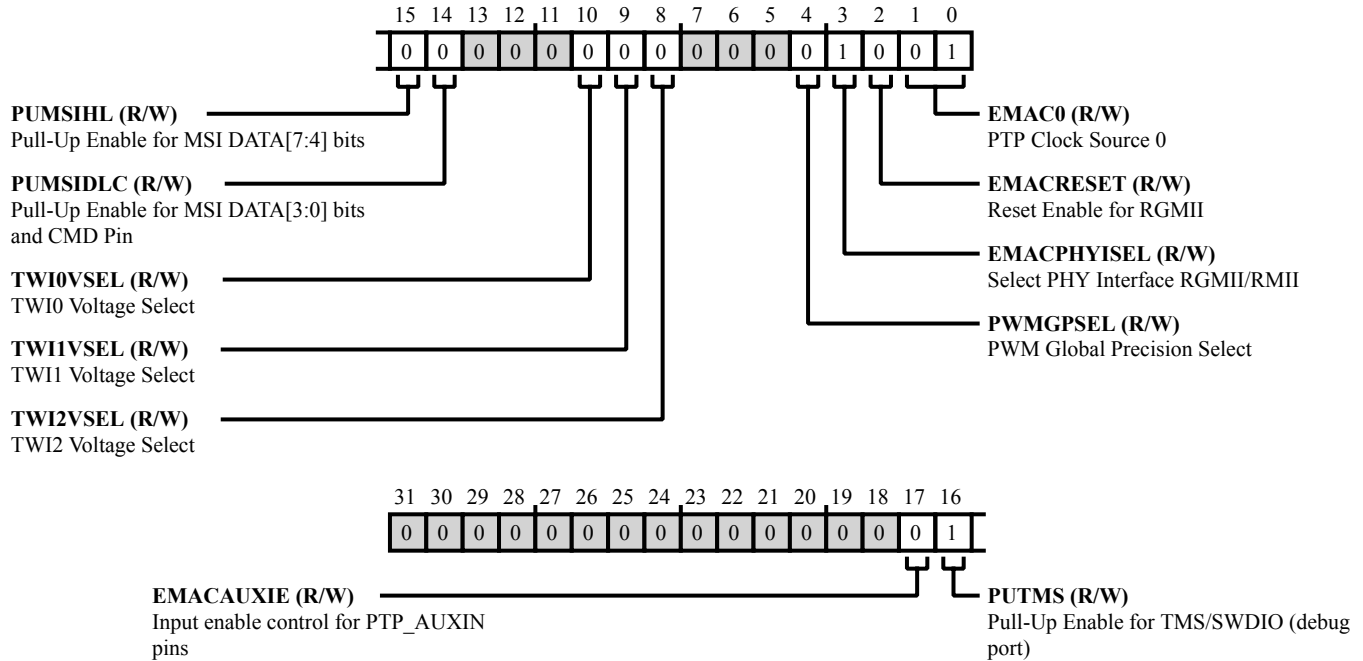 15 14 13 12 11 10 9 8 7 6 5 4 3 2 1 0
0 0 0 0 0 0 0 0 0 0 0 0 1 0 0 1
PUMSIHL (R/W)
Pull-Up Enable for MSI DATA[7:4] bits
PUMSIDLC (R/W)
Pull-Up Enable for MSI DATA[3:0] bits
and CMD Pin
TWI0VSEL (R/W)
TWI0 Voltage Select
TWI1VSEL (R/W)
TWI1 Voltage Select
TWI2VSEL (R/W)
TWI2 Voltage Select
EMAC0 (R/W)
PTP Clock Source 0
EMACRESET (R/W)
Reset Enable for RGMII
EMACPHYISEL (R/W)
Select PHY Interface RGMII/RMII
PWMGPSEL (R/W)
PWM Global Precision Select
31 30 29 28 27 26 25 24 23 22 21 20 19 18 17 16
0 0 0 0 0 0 0 0 0 0 0 0 0 0 0 1
EMACAUXIE (R/W)
Input enable control for PTP_AUXIN
pins
PUTMS (R/W)
Pull-Up Enable for TMS/SWDIO (debug
port)